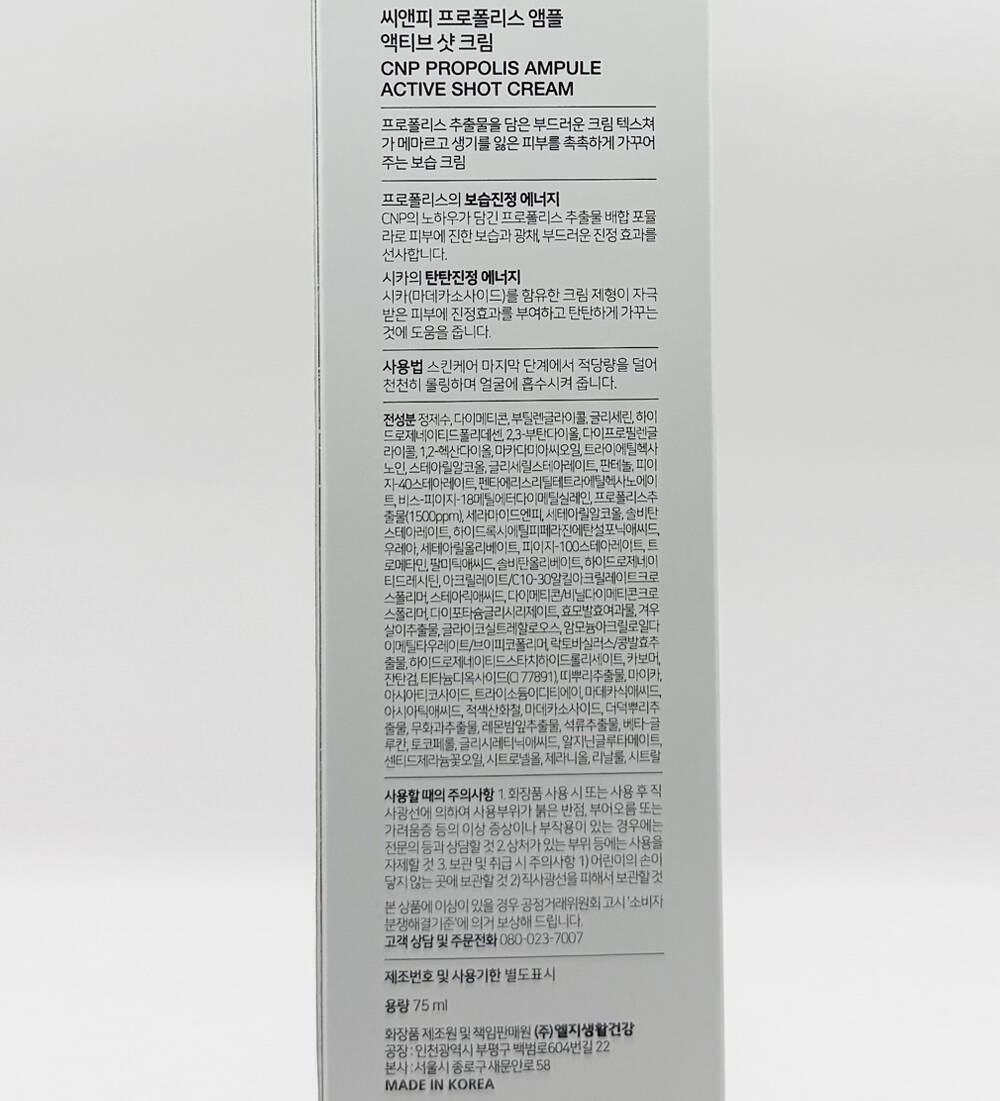 씨앤피 프로폴리스 앰플
액티브 샷 크림
CNP PROPOLIS AMPULE
ACTIVE SHOT CREAM
프로폴리스 추출물을 담은 부드러운 크림 텍스쳐
가 메마르고 생기를 잃은 피부를 촉촉하게 가꾸어
주는 보습 크림
프로폴리스의 보습진정 에너지
CNP의 노하우가 담긴 프로폴리스 추출물 배합 포뮬
라로 피부에 진한 보습과 광채, 부드러운 진정 효과를
선사합니다.
시카의 탄탄진정 에너지
시카(마데카소사이드)를 함유한 크림 제형이 자극
받은 피부에 진정효과를 부여하고 탄탄하게 가꾸는
것에 도움을 줍니다.
사용법 스킨케어 마지막 단계에서 적당량을 덜어
천천히 롤링하며 얼굴에 흡수시켜 줍니다.
전성분 정제수, 다이메티콘, 부틸렌글라이콜, 글리세린, 하이
드로제네이티드폴리데센, 2,3-부탄다이올, 다이프로필렌글
라이콜, 1,2-헥산다이올, 마카다미아씨오일, 트라이에틸헥사
노인, 스테아릴알코올, 글리세릴스테아레이트, 판테놀, 피이
지-40스테아레이트, 펜타에리스리틸테트라에틸헥사노에이
트, 비스-피이지-18메틸에터다이메틸실레인, 프로폴리스추
출물(1500ppm), 세라마이드엔피, 세테아릴알코올, 솔비탄
스테아레이트, 하이드록시에틸피페라진에탄설포닉애씨드,
우레아, 세테아릴올리베이트, 피이지-100스테아레이트, 트
로메타민, 팔미틱애씨드, 솔비탄올리베이트, 하이드로제네이
티드레시틴, 아크릴레이트/C10-30알킬아크릴레이트크로
스폴리머, 스테아릭애씨드, 다이메티콘/비닐다이메티콘크로
스폴리머, 다이포타슘글리시리제이트, 효모발효여과물, 겨우
살이추출물, 글라이코실트레할로오스, 암모늄아크릴로일다
이메틸타우레이트/브이피코폴리머, 락토바실러스/콩발효추
출물, 하이드로제네이티드스타치하이드롤리세이트, 카보머,
잔탄검, 티타늄디옥사이드(CI 77891), 띠뿌리추출물, 마이카,
아시아티코사이드, 트라이소듐이디티에이, 마데카식애씨드,
아시아틱애씨드, 적색산화철, 마데카소사이드, 더덕뿌리추
출물, 무화과추출물, 레몬밤잎추출물, 석류추출물, 베타-글
루칸, 토코페롤, 글리시레티닉애씨드, 알지닌글루타메이트,
센티드제라늄꽃오일, 시트로넬올, 제라니올, 리날룰, 시트랄
사용할 때의 주의사항 1. 화장품 사용 시 또는 사용 후 직
사광선에 의하여 사용부위가 붉은 반점, 부어오름 또는
가려움증 등의 이상 증상이나 부작용이 있는 경우에는
전문의 등과 상담할 것 2.상처가 있는 부위 등에는 사용을
자제할 것 3. 보관 및 취급 시 주의사항 1)어린이의 손이
닿지 않는 곳에 보관할 것 2)직사광선을 피해서 보관할 것
본 상품에 이상이 있을 경우 공정거래위원회 고시 '소비자
분쟁해결기준'에 의거 보상해 드립니다.
고객 상담 및 주문전화 080-023-7007
제조번호 및 사용기한 별도표시
용량 75 ml
화장품 제조원 및 책임판매원 (주)엘지생활건강
공장 : 인천광역시 부평구 백범로604번길 22
본사 : 서울시 종로구 새문안로 58
MADE IN KOREA